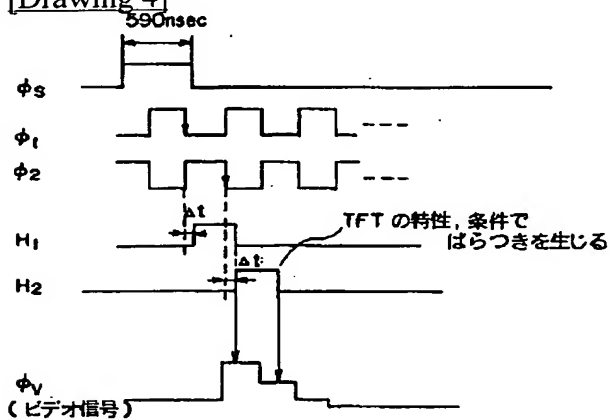 [Drawing 4]
590nsec
φS
φ1
φ2
Δt
H1
TFT の特性,条件で
ばらつきを生じる
Δt
H2
φV
(ビデオ信号)